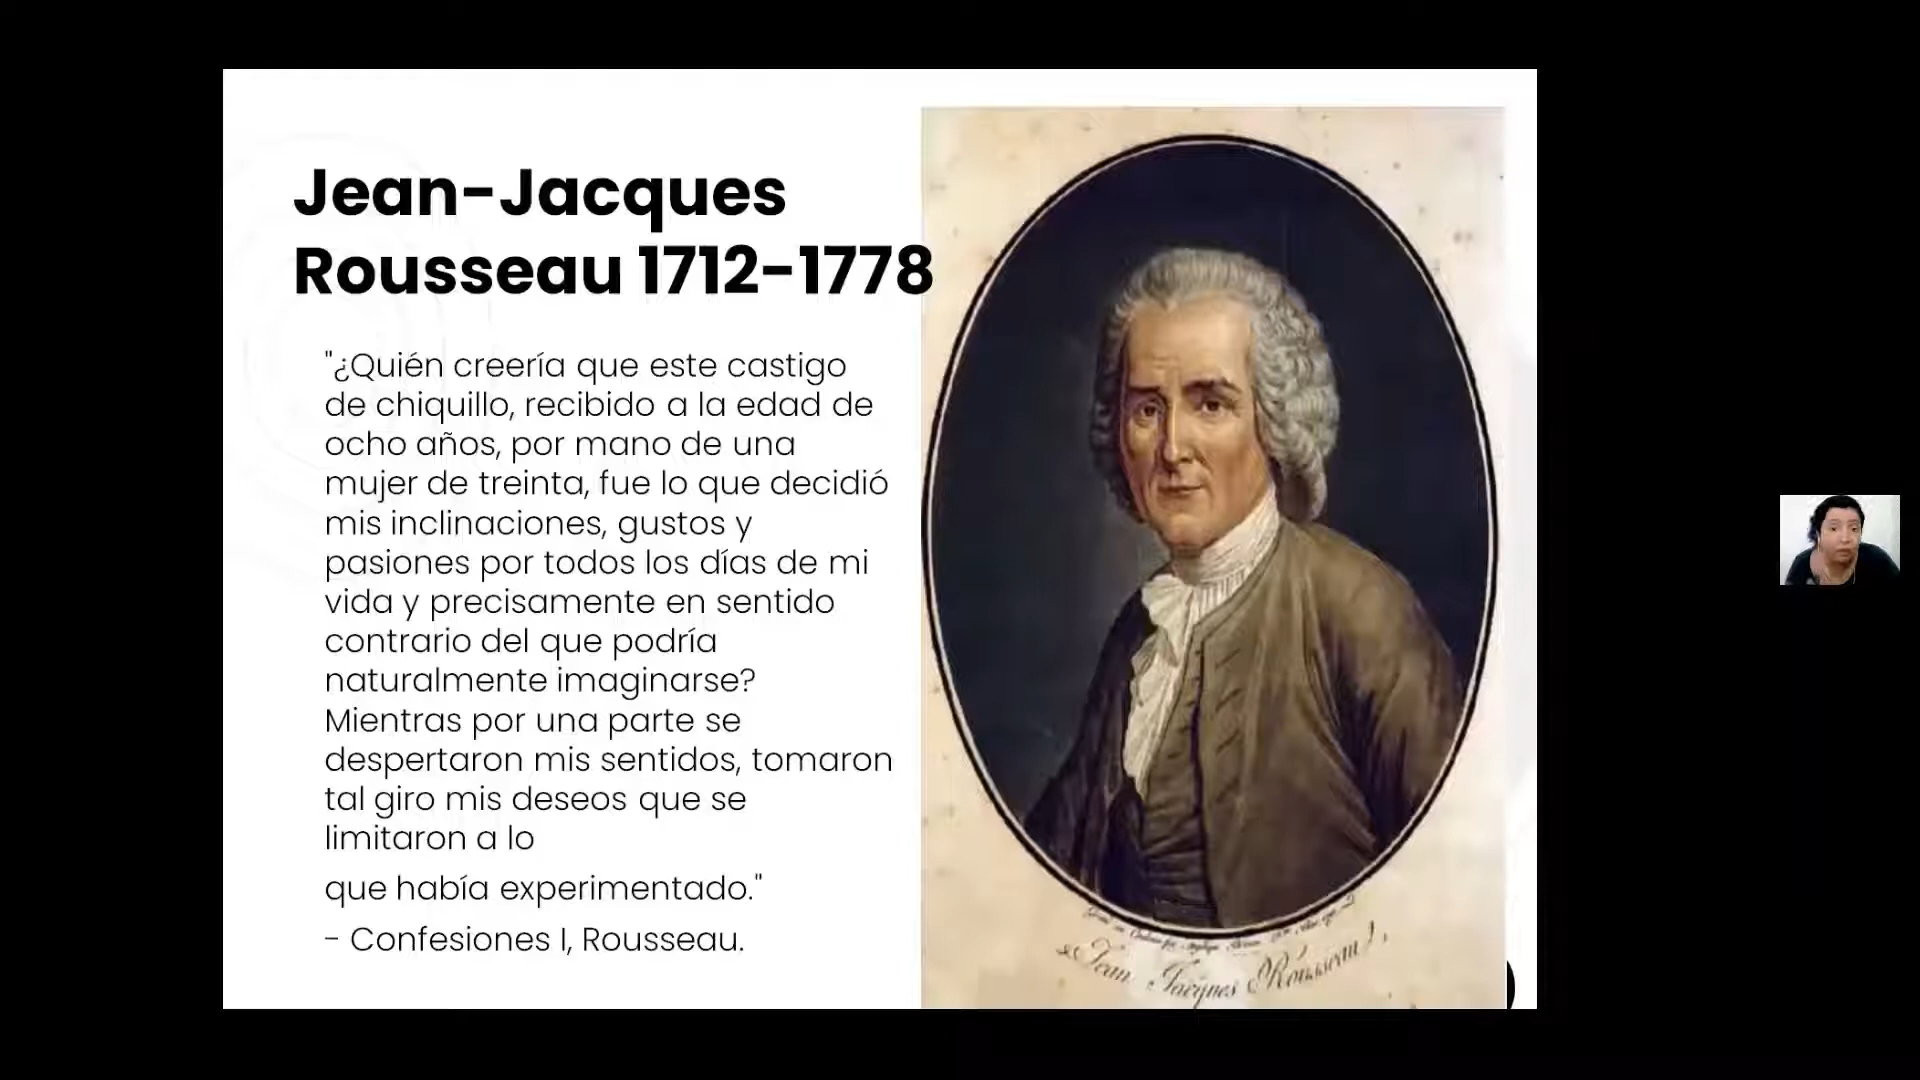 Jean-Jacques
Rousseau 1712-1778
"¿Quién creería que este castigo
de chiquillo, recibido a la edad de
ocho años, por mano de una
mujer de treinta, fue lo que decidió
mis inclinaciones, gustos y
pasiones por todos los días de mi
vida y precisamente en sentido
contrario del que podría
naturalmente imaginarse?
Mientras por una parte se
despertaron mis sentidos, tomaron
tal giro mis deseos que se
limitaron a lo
que había experimentado."
- Confesiones I, Rousseau.
Jean Jacques Rousseau